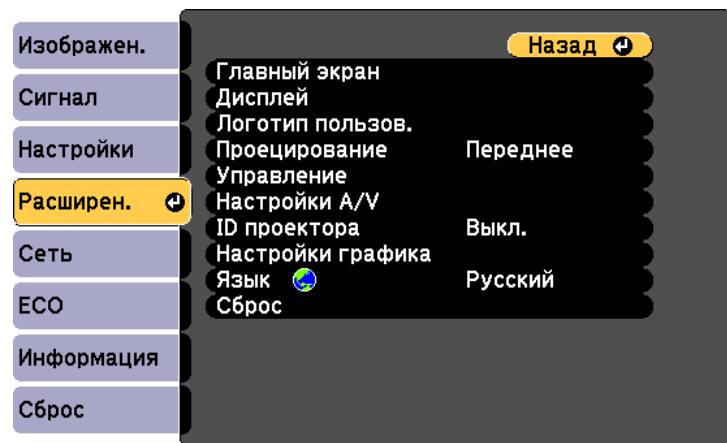 Изображен.
Сигнал
Настройки
Расширен.
Сеть
ECO
Информация
Сброс
Назад
Главный экран
Дисплей
Логотип пользов.
Проецирование Переднее
Управление
Настройки A/V
ID проектора Выкл.
Настройки графика
Язык Русский
Сброс